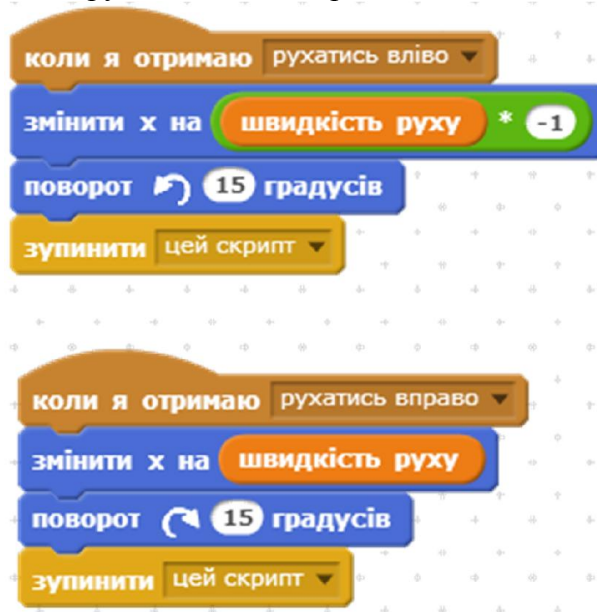 коли я отримаю рухатись вліво
змінити х на швидкість руху * -1
поворот 15 градусів
зупинити цей скрипт
коли я отримаю рухатись вправо
змінити х на швидкість руху
поворот 15 градусів
зупинити цей скрипт